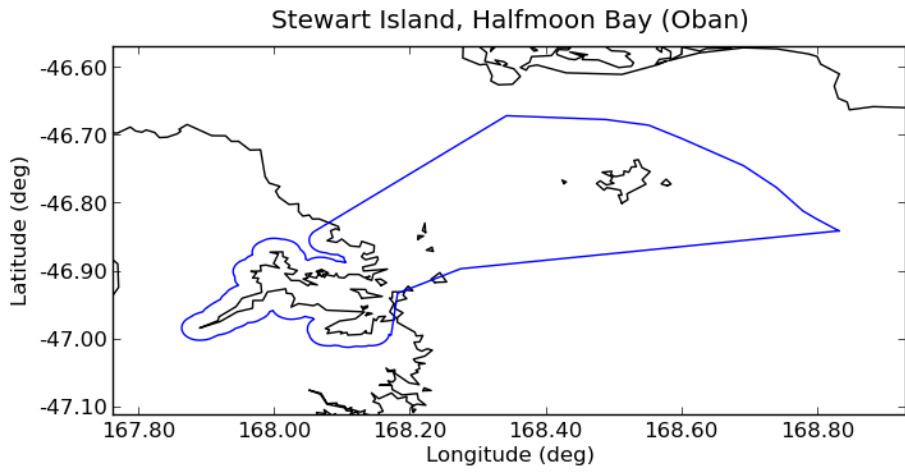 Stewart Island, Halfmoon Bay (Oban)
Latitude (deg)
-46.60
-46.70
-46.80
-46.90
-47.00
-47.10
167.80 168.00 168.20 168.40 168.60 168.80
Longitude (deg)